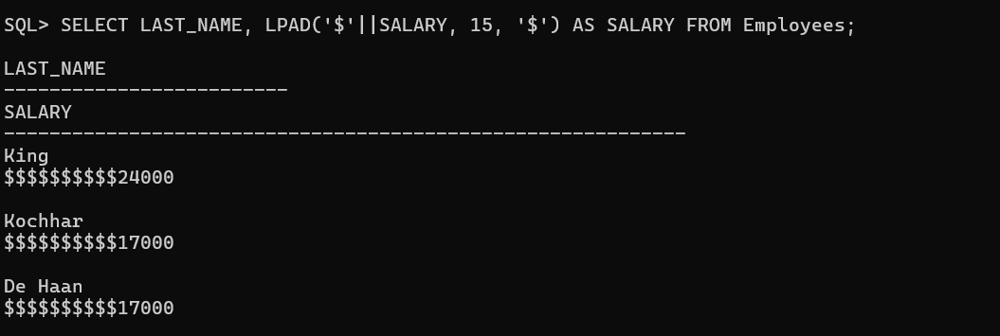 SQL> SELECT LAST_NAME, LPAD('$'||SALARY, 15, '$') AS SALARY FROM Employees;
LAST_NAME
-------------------------
SALARY
------------------------------------------------------------
King
$$$$$$$$$$24000
Kochhar
$$$$$$$$$$17000
De Haan
$$$$$$$$$$17000